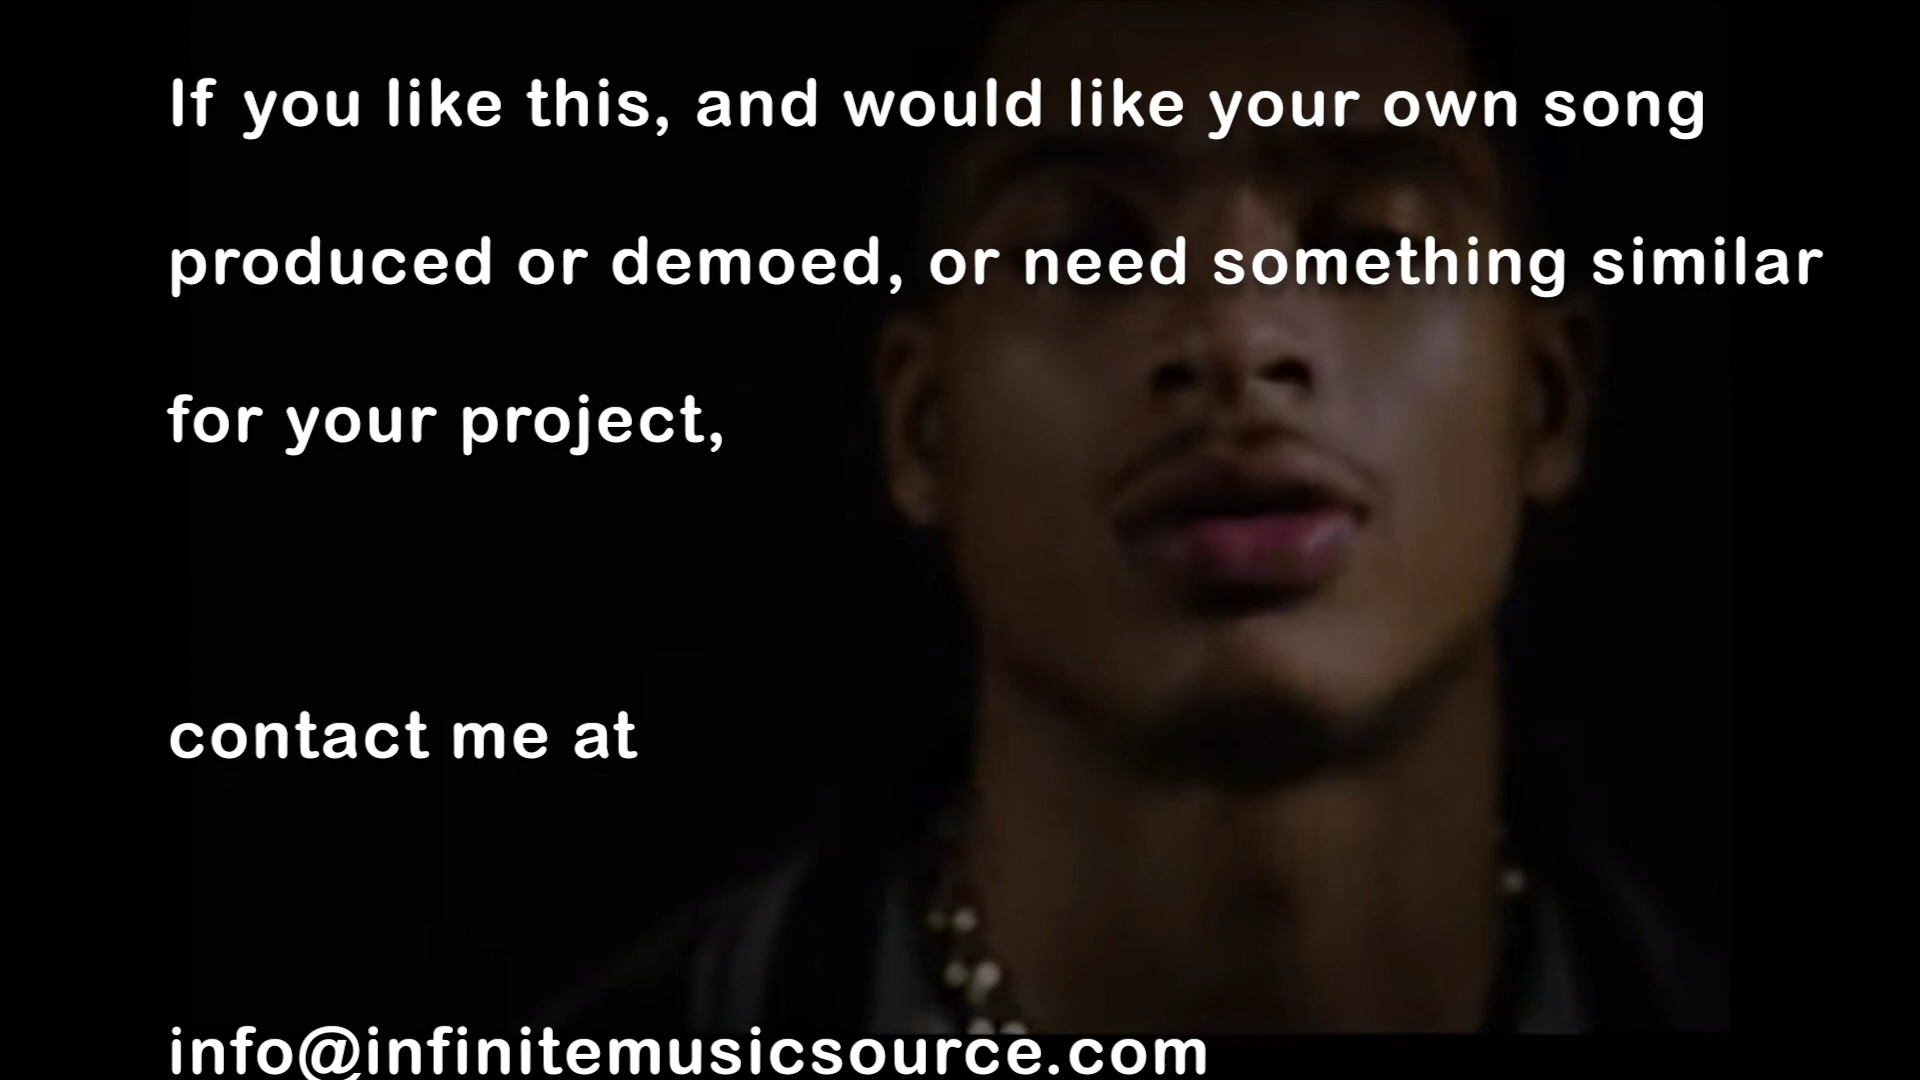 If you like this, and would like your own song
produced or demoed, or need something similar
for your project,
contact me at
info@infinitemusicsource.com